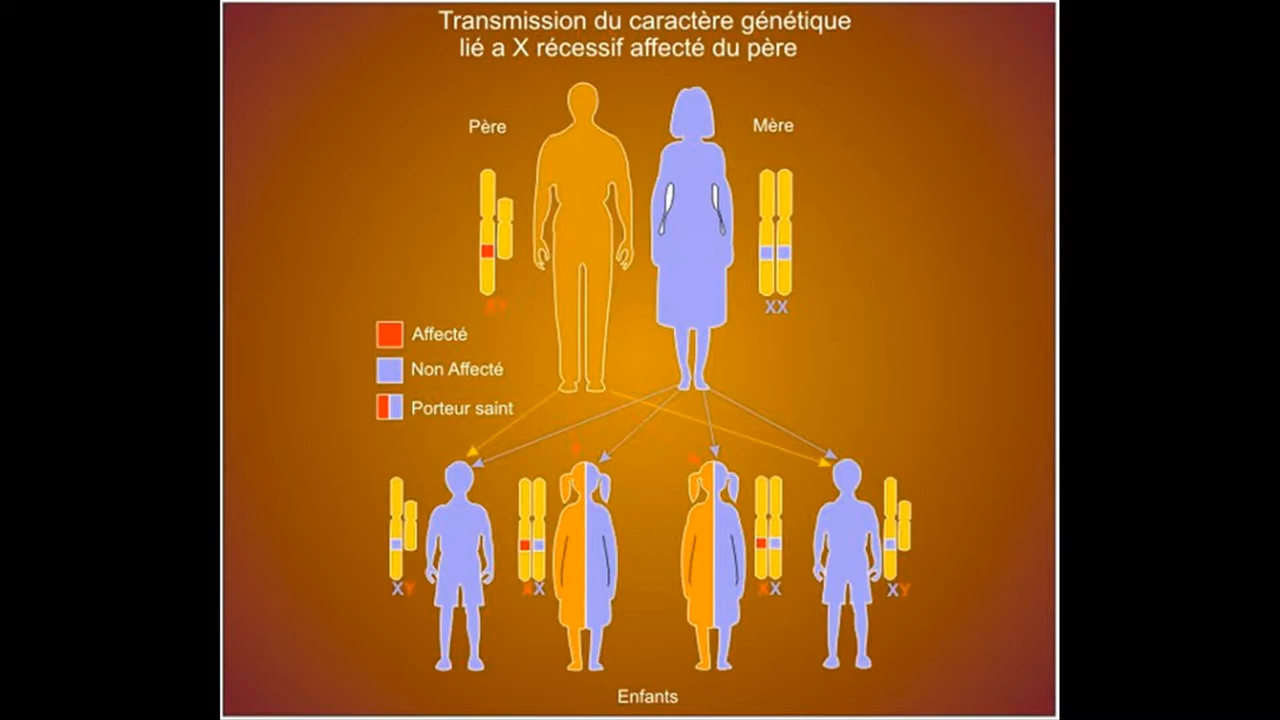 Transmission du caractère génétique
lié a X récessif affecté du père
Père
Mère
XY
XX
Affecté
Non Affecté
Porteur saint
XY
XX
XX
XY
Enfants